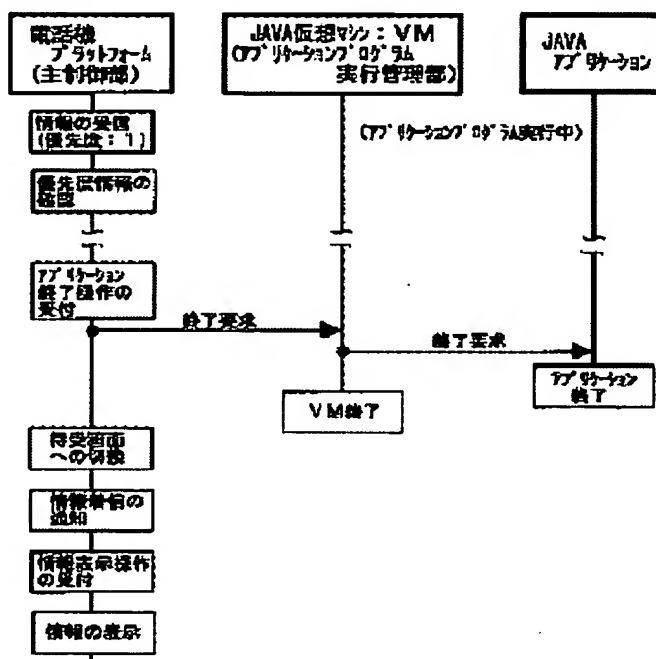 電話機
プラットフォーム
(主制御部)
JAVA仮想マシン:VM
(アプリケーションプログラム
実行管理部)
JAVA
アプリケーション
情報の受信
(優先度:1)
(アプリケーションプログラム実行中)
優先度情報の
確認
アプリケーション
終了操作の
受付
終了要求
終了要求
アプリケーション
終了
VM終了
待受画面
への切換
情報着信の
通知
情報表示操作
の受付
情報の表示